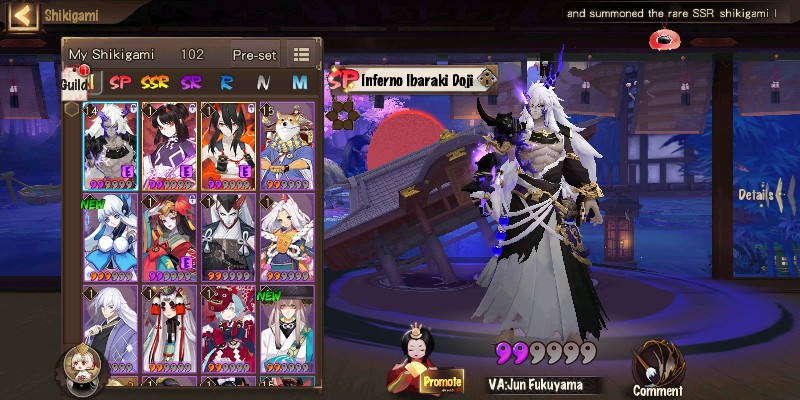 Shikigami
and summoned the rare SSR shikigami !
My Shikigami 102 Pre-set
Guild SP SSR SR R N M
SP Inferno Ibaraki Doji
14
NEW
NEW
Details
Promote
VA:Jun Fukuyama
Comment